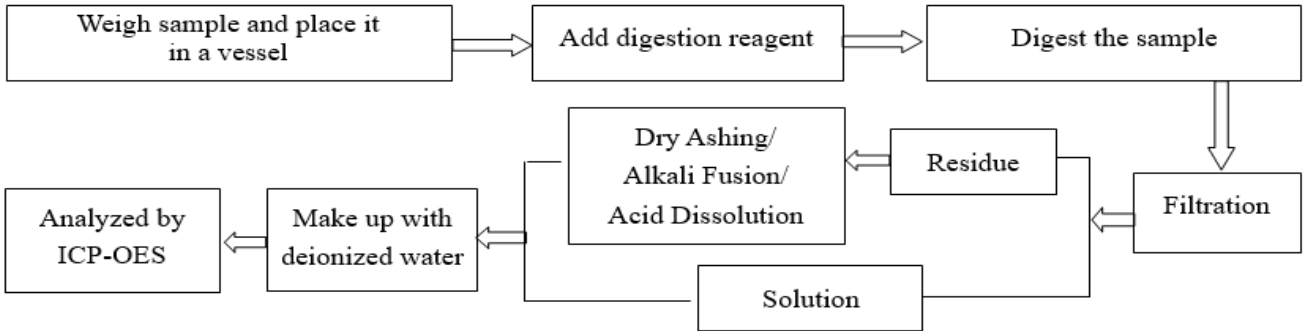 Weigh sample and place it
in a vessel
Add digestion reagent
Digest the sample
Dry Ashing/
Alkali Fusion/
Acid Dissolution
Residue
Filtration
Analyzed by
ICP-OES
Make up with
deionized water
Solution